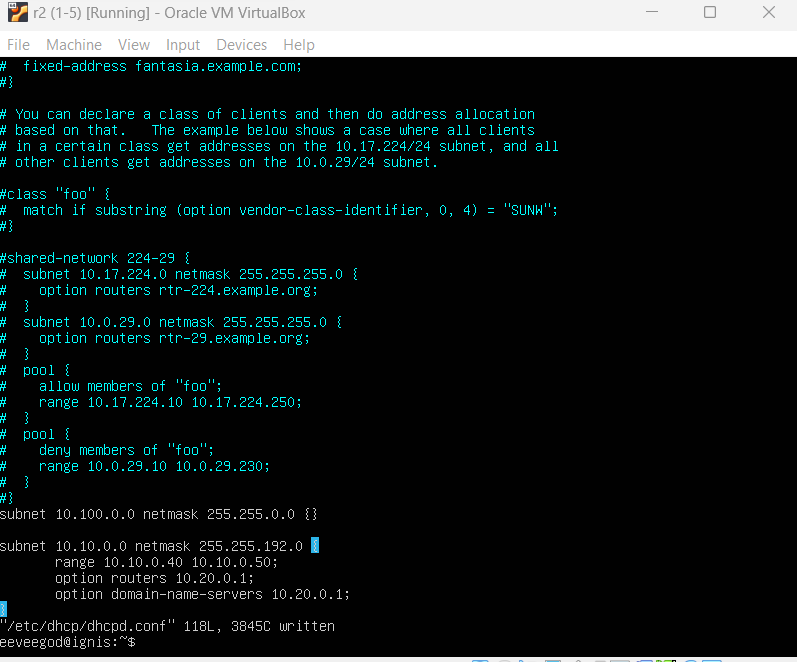 r2 (1-5) [Running] - Oracle VM VirtualBox
File Machine View Input Devices Help
#  fixed-address fantasia.example.com;
#}

# You can declare a class of clients and then do address allocation
# based on that.   The example below shows a case where all clients
# in a certain class get addresses on the 10.17.224/24 subnet, and all
# other clients get addresses on the 10.0.29/24 subnet.

#class "foo" {
#  match if substring (option vendor-class-identifier, 0, 4) = "SUNW";
#}

#shared-network 224-29 {
#  subnet 10.17.224.0 netmask 255.255.255.0 {
#    option routers rtr-224.example.org;
#  }
#  subnet 10.0.29.0 netmask 255.255.255.0 {
#    option routers rtr-29.example.org;
#  }
#  pool {
#    allow members of "foo";
#    range 10.17.224.10 10.17.224.250;
#  }
#  pool {
#    deny members of "foo";
#    range 10.0.29.10 10.0.29.230;
#  }
#}
subnet 10.100.0.0 netmask 255.255.0.0 {}

subnet 10.10.0.0 netmask 255.255.192.0 {
       range 10.10.0.40 10.10.0.50;
       option routers 10.20.0.1;
       option domain-name-servers 10.20.0.1;
}
"/etc/dhcp/dhcpd.conf" 118L, 3845C written
eeveegod@ignis:~$